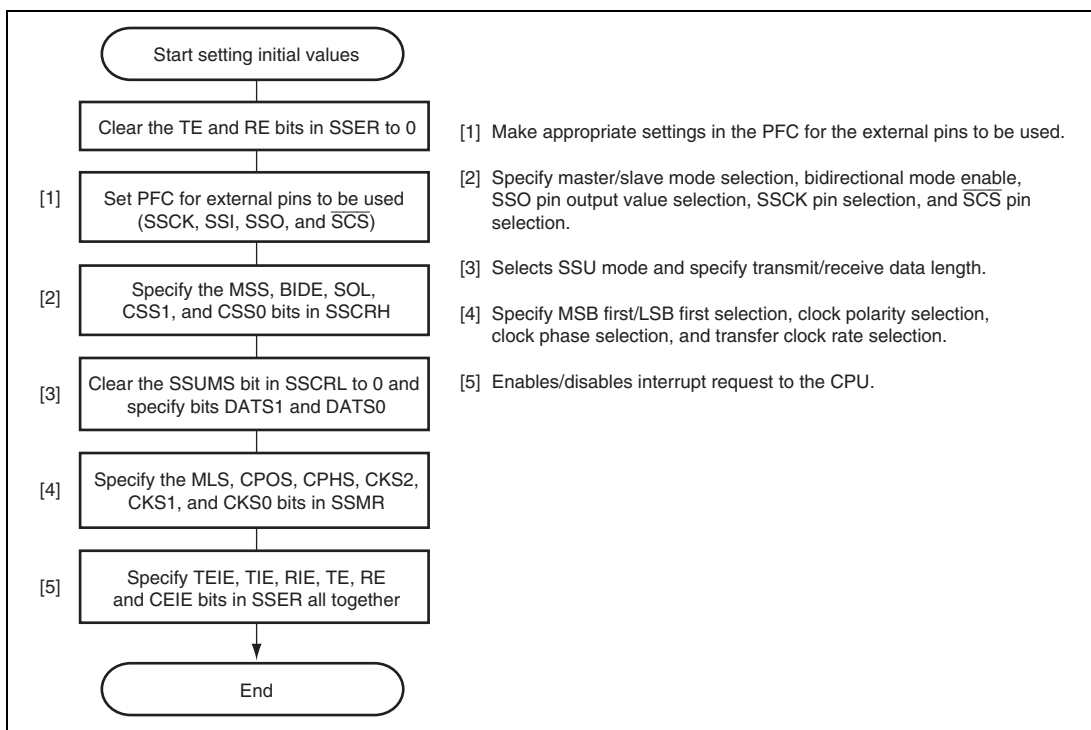 Start setting initial values
Clear the TE and RE bits in SSER to 0
[1]
Set PFC for external pins to be used
(SSCK, SSI, SSO, and S̅C̅S̅)
[2]
Specify the MSS, BIDE, SOL,
CSS1, and CSS0 bits in SSCRH
[3]
Clear the SSUMS bit in SSCRL to 0 and
specify bits DATS1 and DATS0
[4]
Specify the MLS, CPOS, CPHS, CKS2,
CKS1, and CKS0 bits in SSMR
[5]
Specify TEIE, TIE, RIE, TE, RE
and CEIE bits in SSER all together
End
[1] Make appropriate settings in the PFC for the external pins to be used.
[2] Specify master/slave mode selection, bidirectional mode enable,
SSO pin output value selection, SSCK pin selection, and S̅C̅S̅ pin
selection.
[3] Selects SSU mode and specify transmit/receive data length.
[4] Specify MSB first/LSB first selection, clock polarity selection,
clock phase selection, and transfer clock rate selection.
[5] Enables/disables interrupt request to the CPU.